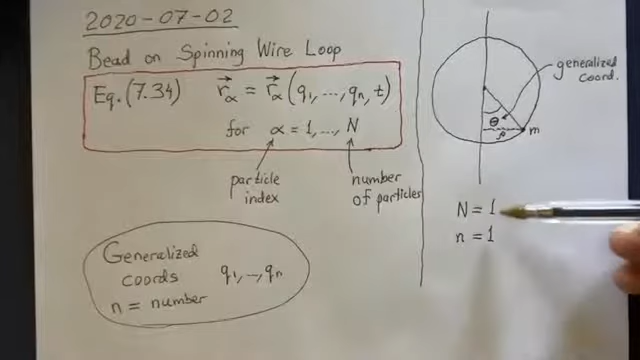 2020-07-02
Bead on Spinning Wire Loop
Eq. (7.34) r⃗α = r⃗α (q1, ..., qn, t)
for α = 1, ..., N
particle
index
number
of particles
Generalized
coords q1, .., qn
n = number
generalized
coord.
θ
m
ρ
N = 1
n = 1